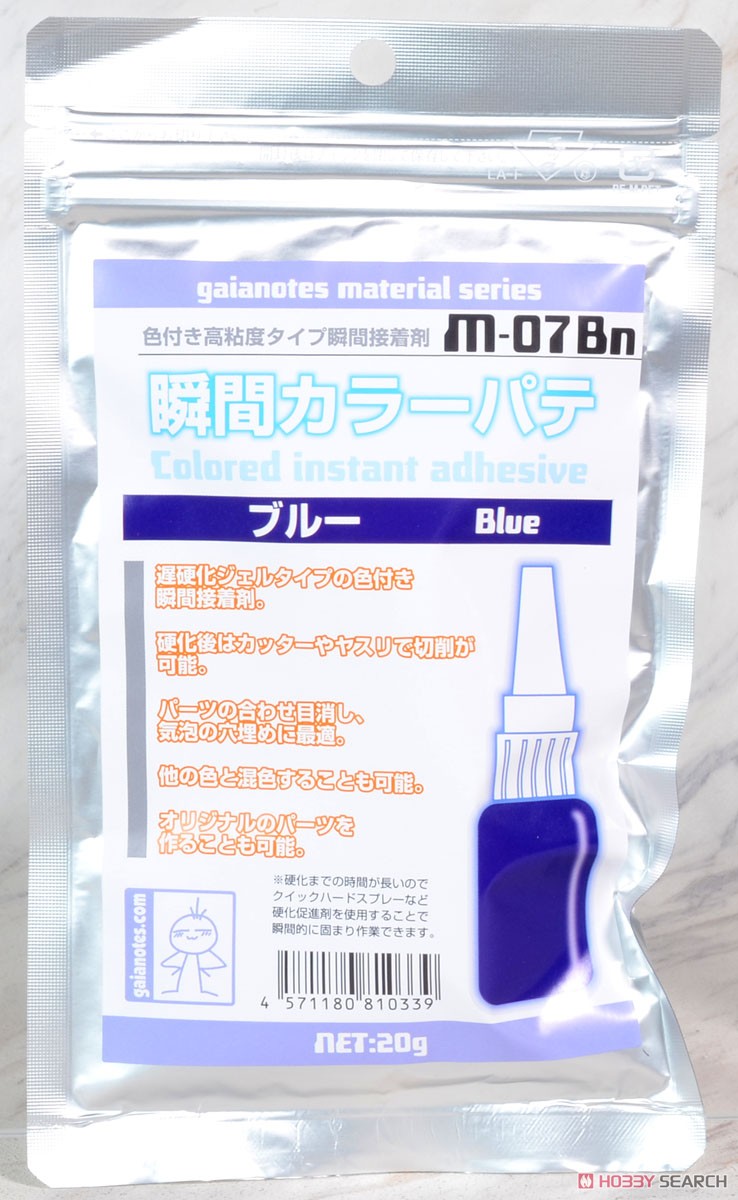 LA-F
gaianotes material series
色付き高粘度タイプ瞬間接着剤 M-07Bn
瞬間カラーパテ
Colored instant adhesive
ブルー Blue
遅硬化ジェルタイプの色付き
瞬間接着剤。
硬化後はカッターやヤスリで切削が
可能。
パーツの合わせ目消し、
気泡の穴埋めに最適。
他の色と混色することも可能。
オリジナルのパーツを
作ることも可能。
※硬化までの時間が長いので
クイックハードスプレーなど
硬化促進剤を使用することで
瞬間的に固まり作業できます。
gaianotes.com
4 571180 810339
NET:20g
HOBBY SEARCH